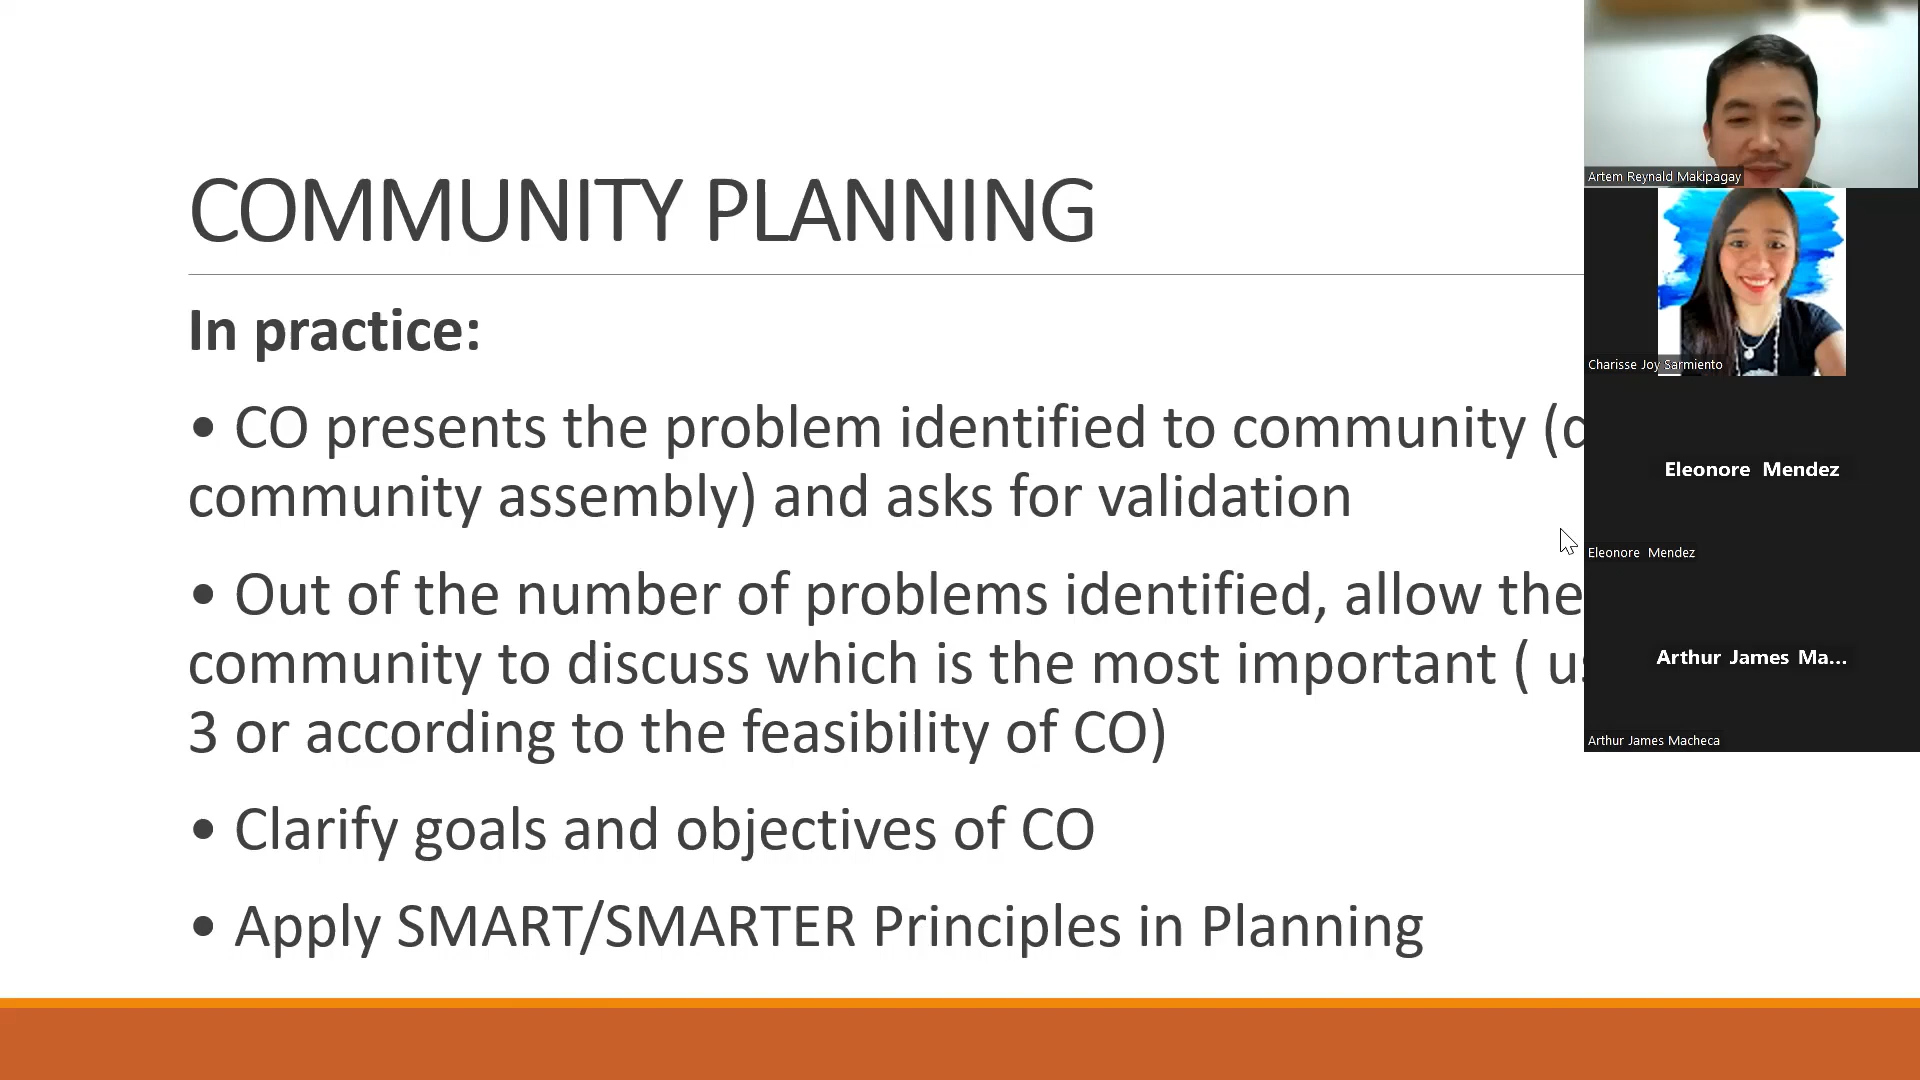 COMMUNITY PLANNING
In practice:
• CO presents the problem identified to community (
community assembly) and asks for validation
• Out of the number of problems identified, allow the
community to discuss which is the most important (
3 or according to the feasibility of CO)
• Clarify goals and objectives of CO
• Apply SMART/SMARTER Principles in Planning
Artem Reynald Makipagay
Charisse Joy Sarmiento
Eleonore Mendez
Eleonore Mendez
Arthur James Ma...
Arthur James Macheca